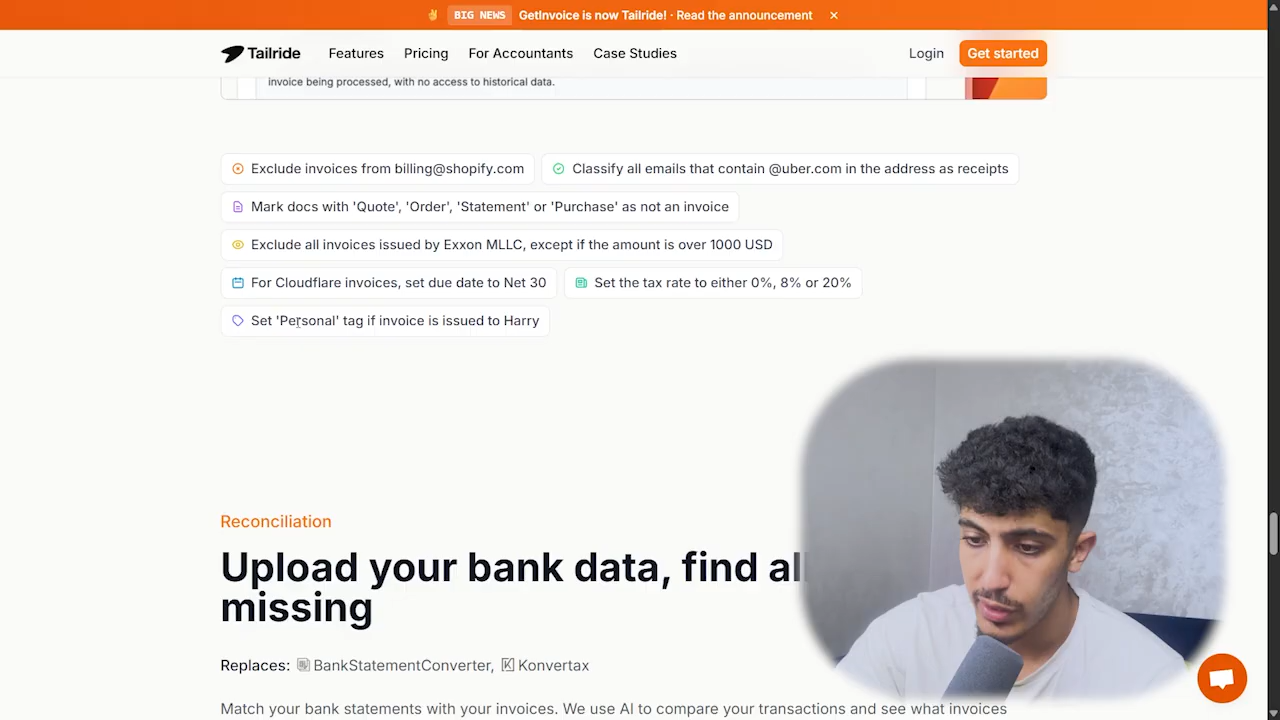 BIG NEWS GetInvoice is now Tailride! · Read the announcement
Tailride Features Pricing For Accountants Case Studies Login Get started
invoice being processed, with no access to historical data.
Exclude invoices from billing@shopify.com
Classify all emails that contain @uber.com in the address as receipts
Mark docs with 'Quote', 'Order', 'Statement' or 'Purchase' as not an invoice
Exclude all invoices issued by Exxon MLLC, except if the amount is over 1000 USD
For Cloudflare invoices, set due date to Net 30
Set the tax rate to either 0%, 8% or 20%
Set 'Personal' tag if invoice is issued to Harry
Reconciliation
Upload your bank data, find all
missing
Replaces: BankStatementConverter, Konvertax
Match your bank statements with your invoices. We use AI to compare your transactions and see what invoices